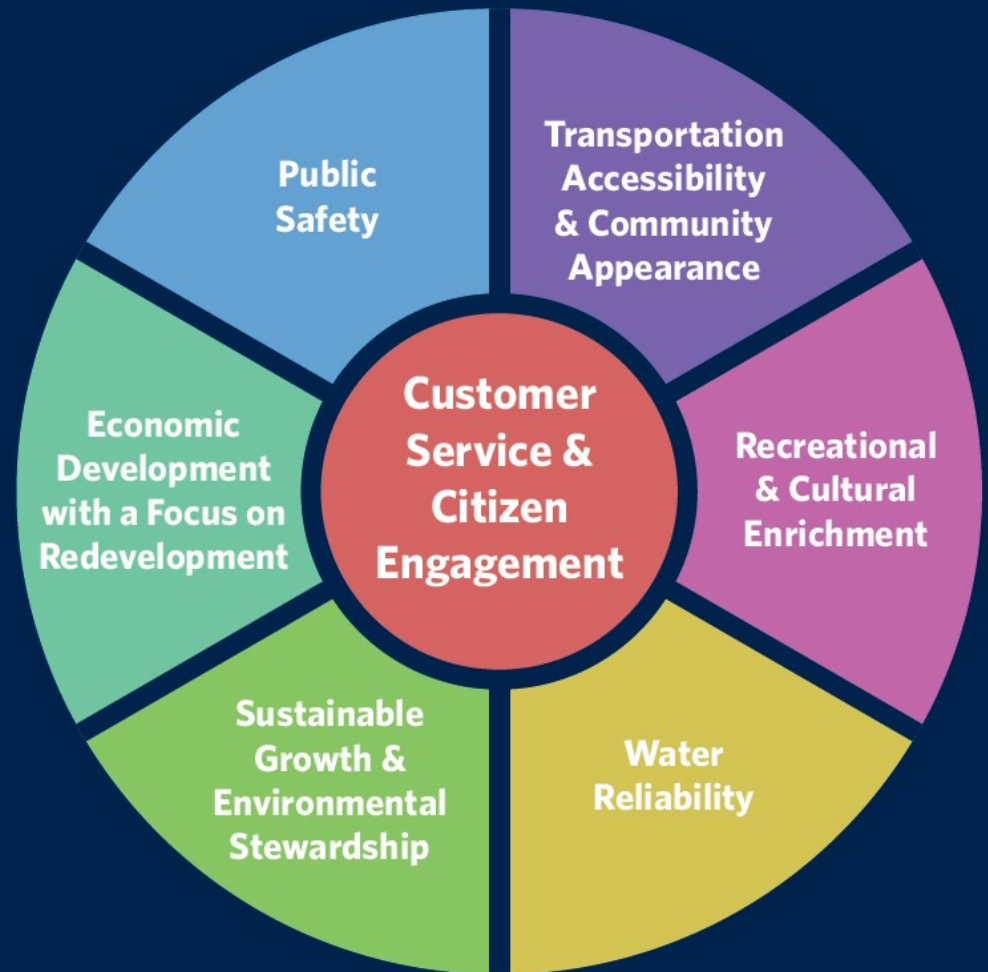 Public
Safety
Transportation
Accessibility
& Community
Appearance
Economic
Development
with a Focus on
Redevelopment
Customer
Service &
Citizen
Engagement
Recreational
& Cultural
Enrichment
Sustainable
Growth &
Environmental
Stewardship
Water
Reliability